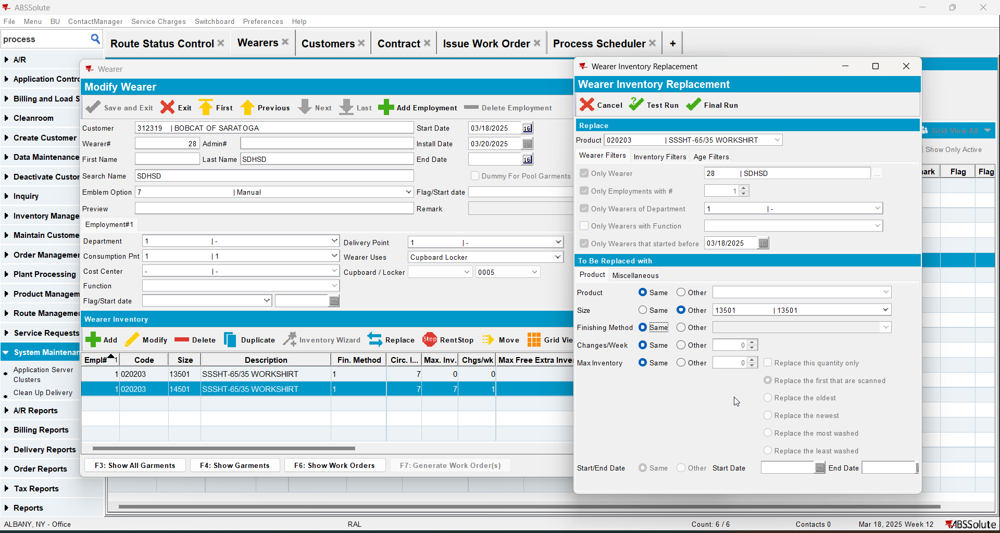 ABSSolute
File Menu BU ContactManager Service Charges Switchboard Preferences Help
process
Route Status Control
Wearers
Customers
Contract
Issue Work Order
Process Scheduler
+
A/R
Application Contro
Billing and Load S
Cleanroom
Create Customer
Data Maintenance
Deactivate Custor
Inquiry
Inventory Manage
Maintain Custome
Order Managemer
Plant Processing
Product Managem
Route Managemer
Service Requests
System Maintenar
Application Server
Clusters
Clean Up Delivery
A/R Reports
Billing Reports
Delivery Reports
Order Reports
Tax Reports
Reports
Wearer
Modify Wearer
Save and Exit Exit First Previous Next Last Add Employment Delete Employment
Customer 312319 | BOBCAT OF SARATOGA Start Date 03/18/2025 16
Wearer# 28 Admin# Install Date 03/20/2025 16
First Name Last Name SDHSD End Date 16
Search Name SDHSD Dummy For Pool Garments
Emblem Option 7 | Manual Flag/Start date
Preview Remark
Employment#1
Department 1 | - Delivery Point 1 | -
Consumption Pnt 1 | 1 Wearer Uses Cupboard Locker
Cost Center - | - Cupboard / Locker 0005
Function
Flag/Start date 16
Wearer Inventory
Add Modify Delete Duplicate Inventory Wizard Replace Stop RentStop Move Grid Vie
Empl# 1 Code Size Description Fin. Method Circ. I... Max. Inv. Chgs/wk Max Free Extra Inver
1 020203 13501 SSSHT-65/35 WORKSHIRT 1 7 0 0
1 020203 14501 SSSHT-65/35 WORKSHIRT 1 7 7 1
F3: Show All Garments F4: Show Garments F6: Show Work Orders F7: Generate Work Order(s)
Wearer Inventory Replacement
Wearer Inventory Replacement
Cancel Test Run Final Run
Replace
Product 020203 | SSSHT-65/35 WORKSHIRT
Wearer Filters Inventory Filters Age Filters
Only Wearer 28 | SDHSD ...
Only Employments with # 1
Only Wearers of Department 1 | -
Only Wearers with Function
Only Wearers that started before 03/18/2025 16
To Be Replaced with
Product Miscellaneous
Product Same Other
Size Same Other 13501 | 13501
Finishing Method Same Other
Changes/Week Same Other 0
Max Inventory Same Other 0 Replace this quantity only
Replace the first that are scanned
Replace the oldest
Replace the newest
Replace the most washed
Replace the least washed
Start/End Date Same Other Start Date 16 End Date
Grid View All
Show Only Active
ark Flag Flag
ALBANY, NY - Office RAL Count: 6 / 6 Contacts 0 Mar 18, 2025 Week 12 ABSSolute